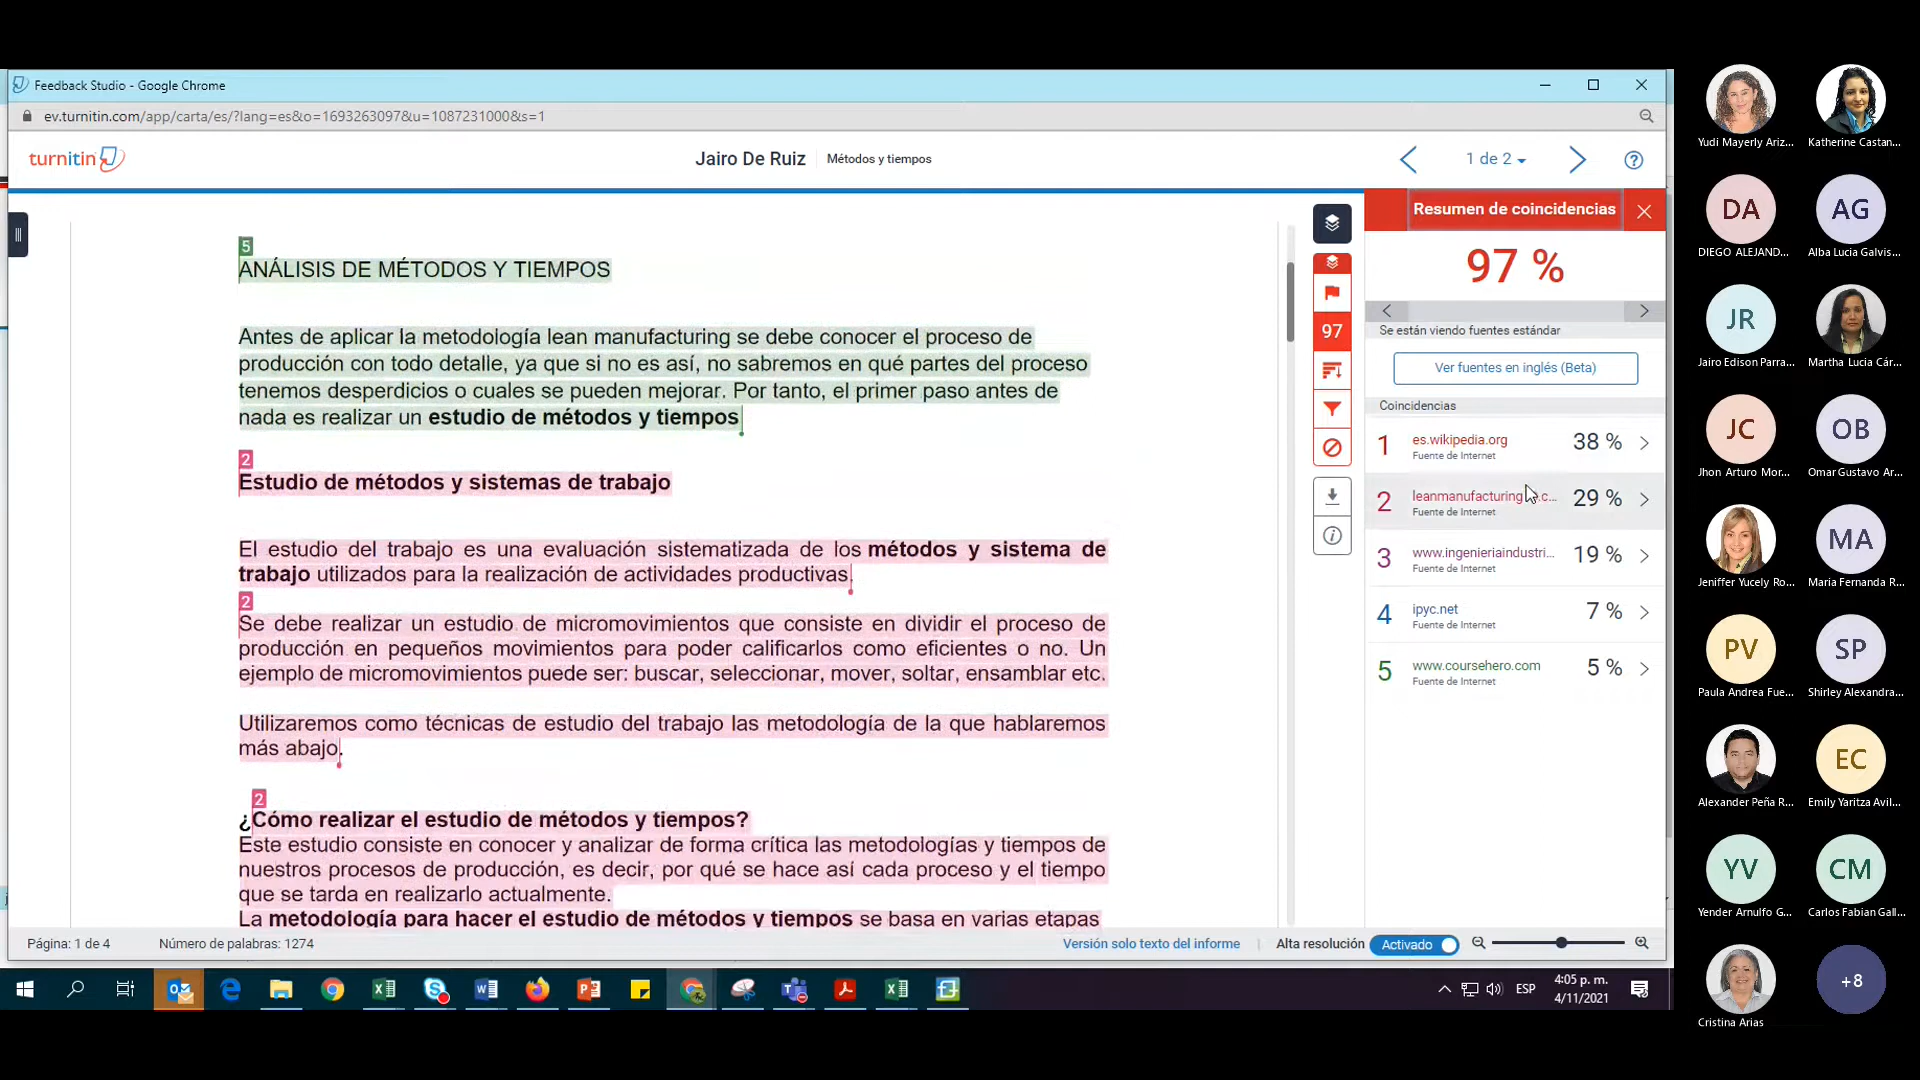 Feedback Studio - Google Chrome
ev.turnitin.com/app/carta/es/?lang=es&o=1693263097&u=1087231000&s=1
turnitin
Jairo De Ruiz
Métodos y tiempos
1 de 2
5
ANÁLISIS DE MÉTODOS Y TIEMPOS
Antes de aplicar la metodología lean manufacturing se debe conocer el proceso de
producción con todo detalle, ya que si no es así, no sabremos en qué partes del proceso
tenemos desperdicios o cuales se pueden mejorar. Por tanto, el primer paso antes de
nada es realizar un estudio de métodos y tiempos
2
Estudio de métodos y sistemas de trabajo
El estudio del trabajo es una evaluación sistematizada de los métodos y sistema de
trabajo utilizados para la realización de actividades productivas.
2
Se debe realizar un estudio de micromovimientos que consiste en dividir el proceso de
producción en pequeños movimientos para poder calificarlos como eficientes o no. Un
ejemplo de micromovimientos puede ser: buscar, seleccionar, mover, soltar, ensamblar etc.
Utilizaremos como técnicas de estudio del trabajo las metodología de la que hablaremos
más abajo.
2
¿Cómo realizar el estudio de métodos y tiempos?
Este estudio consiste en conocer y analizar de forma crítica las metodologías y tiempos de
nuestros procesos de producción, es decir, por qué se hace así cada proceso y el tiempo
que se tarda en realizarlo actualmente.
La metodología para hacer el estudio de métodos y tiempos se basa en varias etapas
97
Resumen de coincidencias
97 %
Se están viendo fuentes estándar
Ver fuentes en inglés (Beta)
Coincidencias
1 es.wikipedia.org 38 %
Fuente de Internet
2 leanmanufacturing 29 %
Fuente de Internet
3 www.ingenieriaindustri... 19 %
Fuente de Internet
4 ipyc.net 7 %
Fuente de Internet
5 www.coursehero.com 5 %
Fuente de Internet
Página: 1 de 4
Número de palabras: 1274
Versión solo texto del informe
Alta resolución
Activado
ESP
4:05 p. m.
4/11/2021
Yudi Mayerly Ariz...
Katherine Castan...
DA
DIEGO ALEJAND...
AG
Alba Lucia Galvis...
JR
Jairo Edison Parra...
Martha Lucia Cár...
JC
Jhon Arturo Mor...
OB
Omar Gustavo Ar...
Jeniffer Yucely Ro...
MA
Maria Fernanda R...
PV
Paula Andrea Fue...
SP
Shirley Alexandra...
Alexander Peña R...
EC
Emily Yaritza Avil...
YV
Yender Arnulfo G...
CM
Carlos Fabian Gall...
Cristina Arias
+8